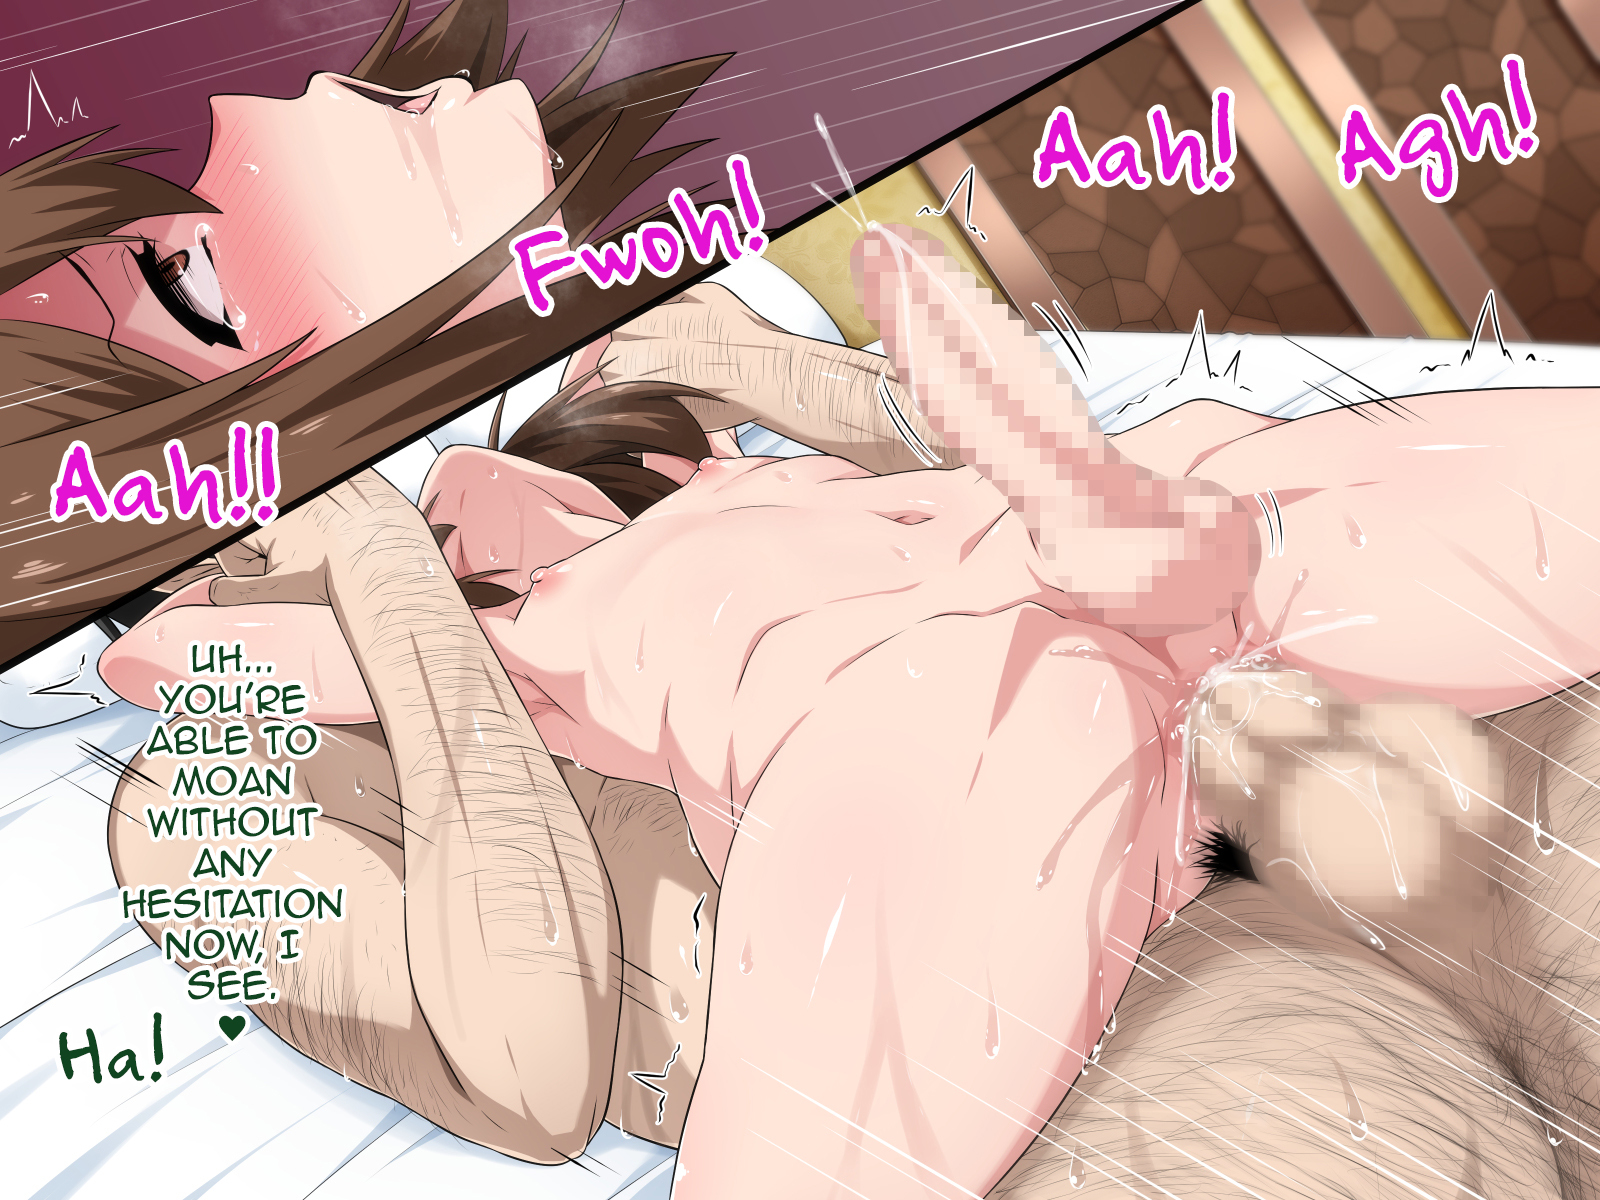 Aah!
Agh!
Fwoh!
Aah!!
UH...
YOU'RE
ABLE TO
MOAN
WITHOUT
ANY
HESITATION
NOW, I
SEE.
♥
Ha!